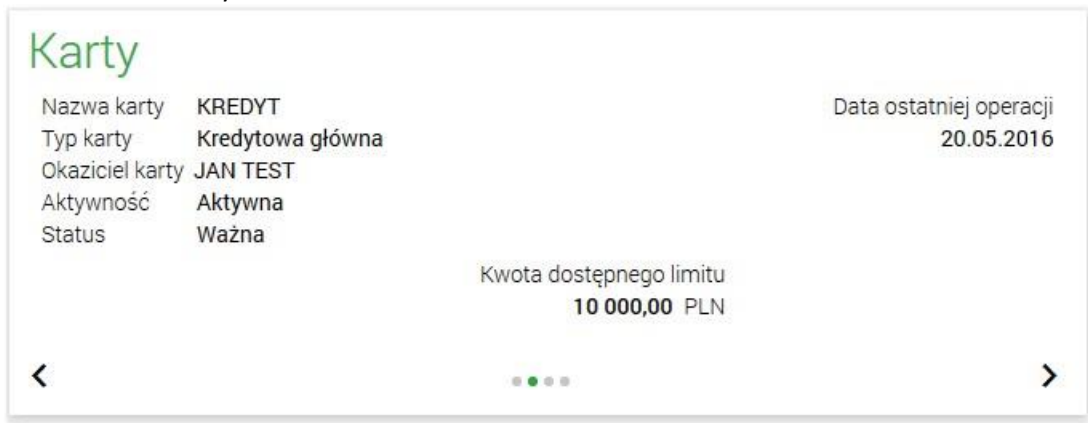 Karty
Nazwa karty KREDYT
Data ostatniej operacji
Typ karty Kredytowa główna
20.05.2016
Okaziciel karty JAN TEST
Aktywność Aktywna
Status Ważna
Kwota dostępnego limitu
10 000,00 PLN